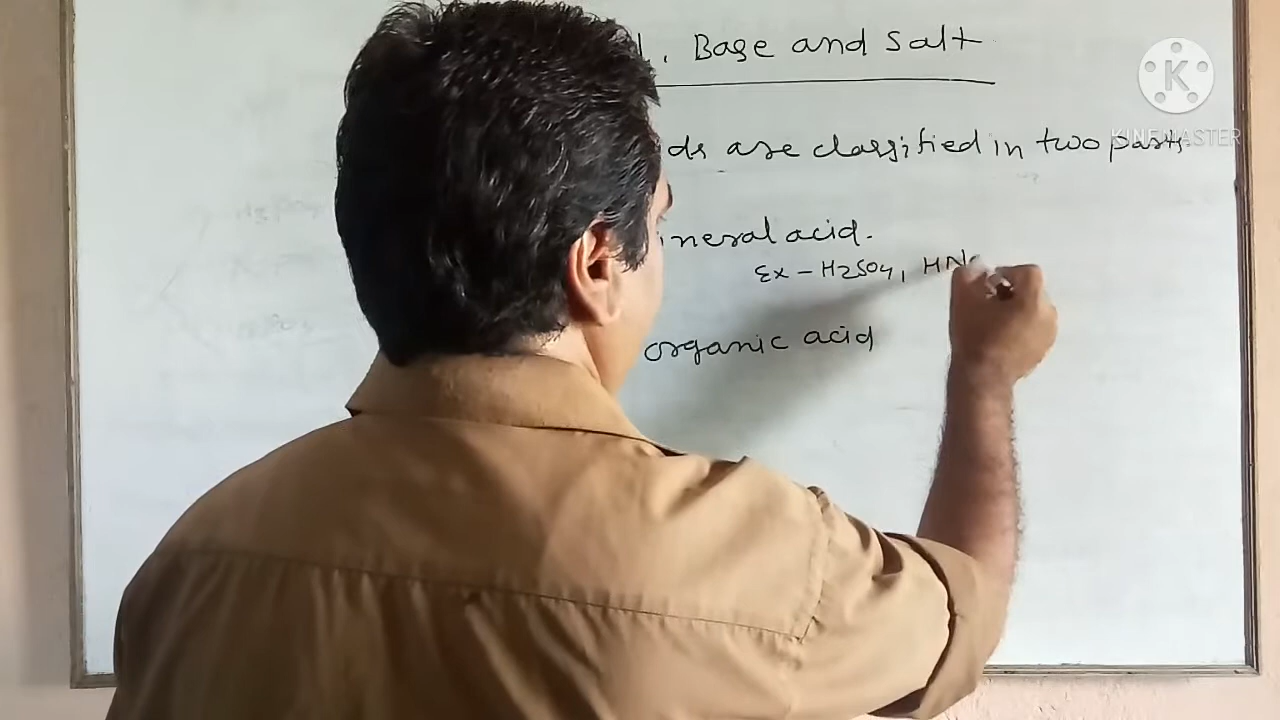 . Base and Salt
ds are classified in two parts
ineral acid.
Ex - H2SO4, HN
organic acid
K
KINEMASTER